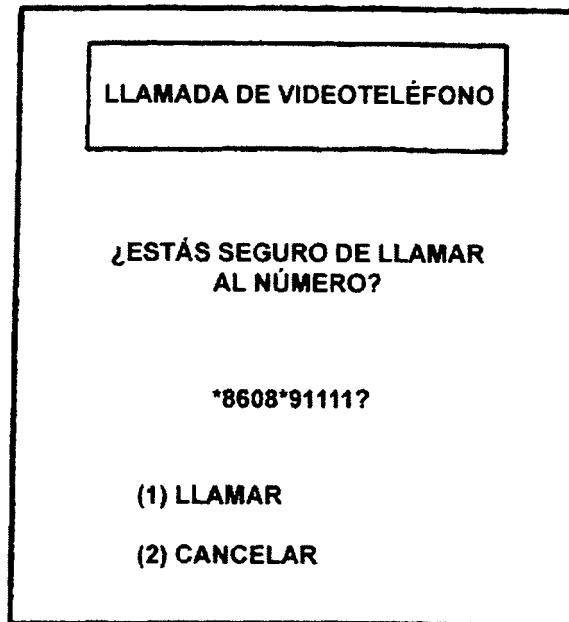 LLAMADA DE VIDEOTELÉFONO
¿ESTÁS SEGURO DE LLAMAR
AL NÚMERO?
*8608*91111?
(1) LLAMAR
(2) CANCELAR